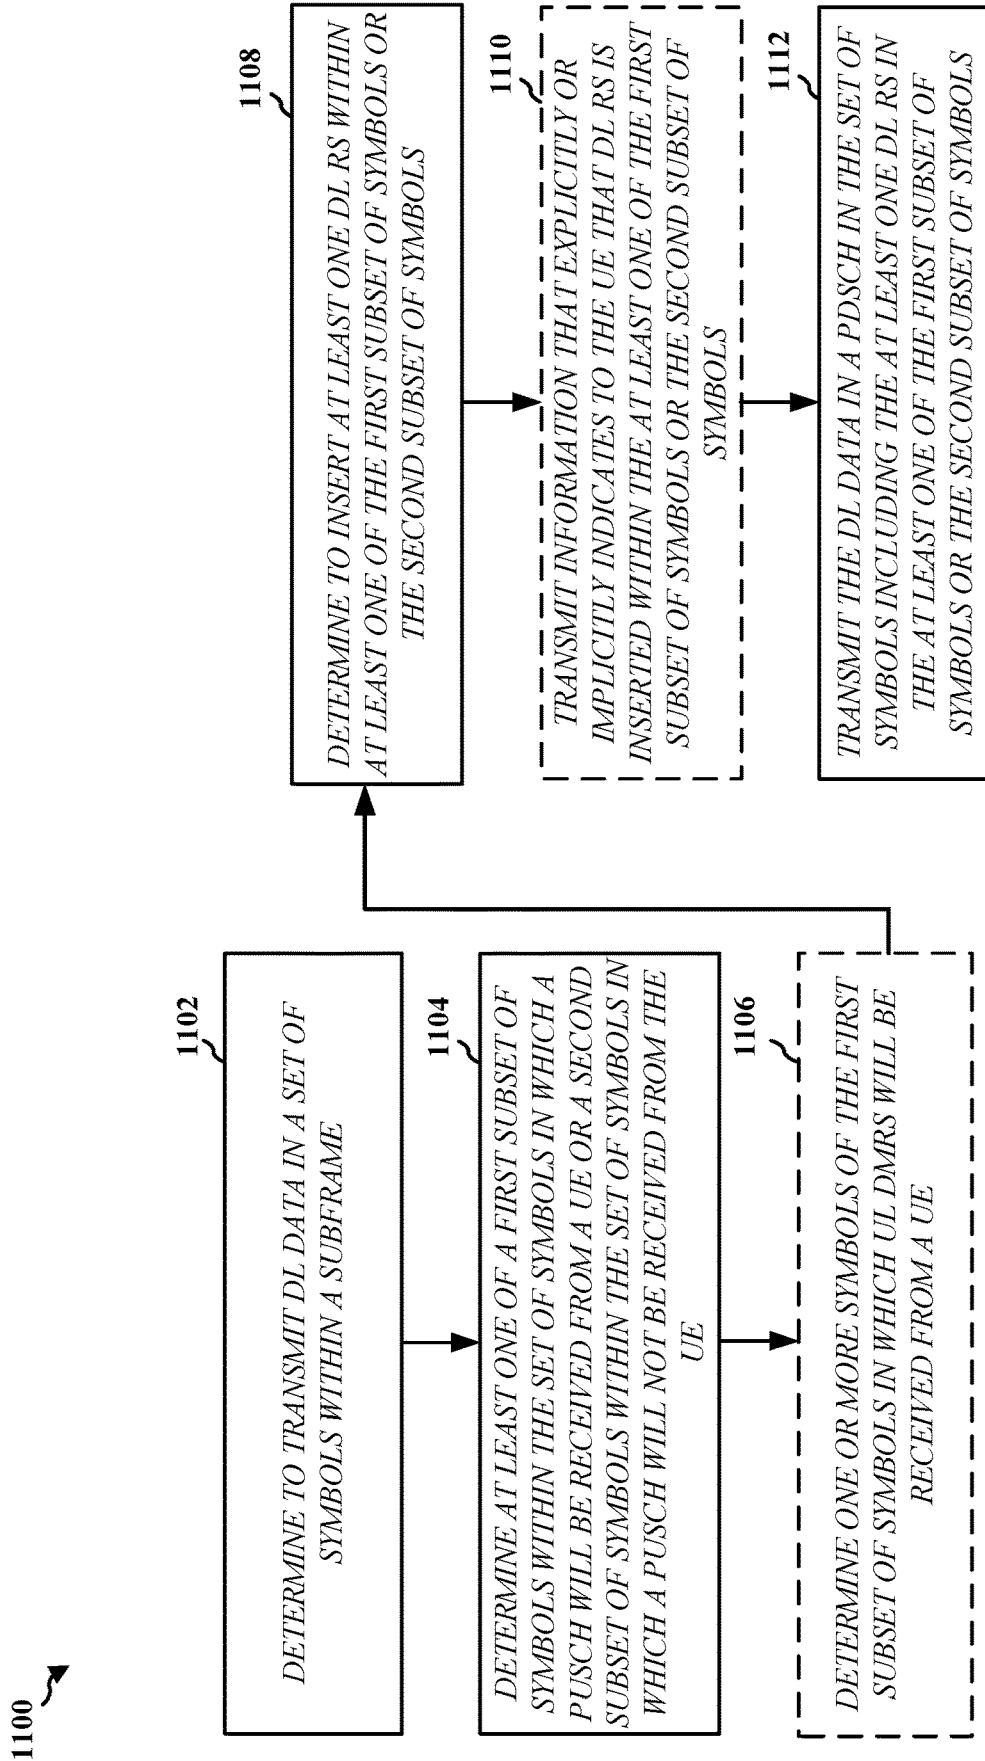 1100
1102
DETERMINE TO TRANSMIT DL DATA IN A SET OF
SYMBOLS WITHIN A SUBFRAME
1104
DETERMINE AT LEAST ONE OF A FIRST SUBSET OF
SYMBOLS WITHIN THE SET OF SYMBOLS IN WHICH A
PUSCH WILL BE RECEIVED FROM A UE OR A SECOND
SUBSET OF SYMBOLS WITHIN THE SET OF SYMBOLS IN
WHICH A PUSCH WILL NOT BE RECEIVED FROM THE
UE
1106
DETERMINE ONE OR MORE SYMBOLS OF THE FIRST
SUBSET OF SYMBOLS IN WHICH UL DMRS WILL BE
RECEIVED FROM A UE
1108
DETERMINE TO INSERT AT LEAST ONE DL RS WITHIN
AT LEAST ONE OF THE FIRST SUBSET OF SYMBOLS OR
THE SECOND SUBSET OF SYMBOLS
1110
TRANSMIT INFORMATION THAT EXPLICITLY OR
IMPLICITLY INDICATES TO THE UE THAT DL RS IS
INSERTED WITHIN THE AT LEAST ONE OF THE FIRST
SUBSET OF SYMBOLS OR THE SECOND SUBSET OF
SYMBOLS
1112
TRANSMIT THE DL DATA IN A PDSCH IN THE SET OF
SYMBOLS INCLUDING THE AT LEAST ONE DL RS IN
THE AT LEAST ONE OF THE FIRST SUBSET OF
SYMBOLS OR THE SECOND SUBSET OF SYMBOLS